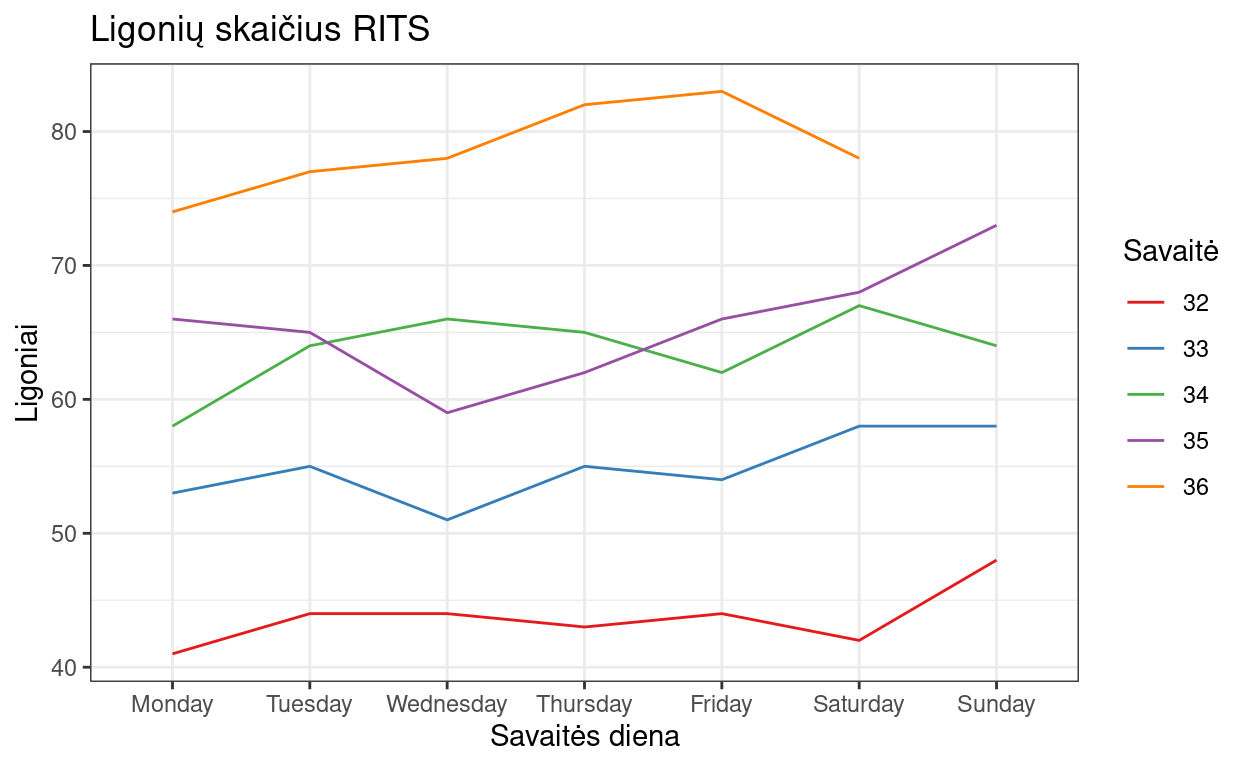 Ligonių skaičius RITS
80
70
60
50
40
Ligoniai
Monday Tuesday Wednesday Thursday Friday Saturday Sunday
Savaitės diena
Savaitė
32
33
34
35
36